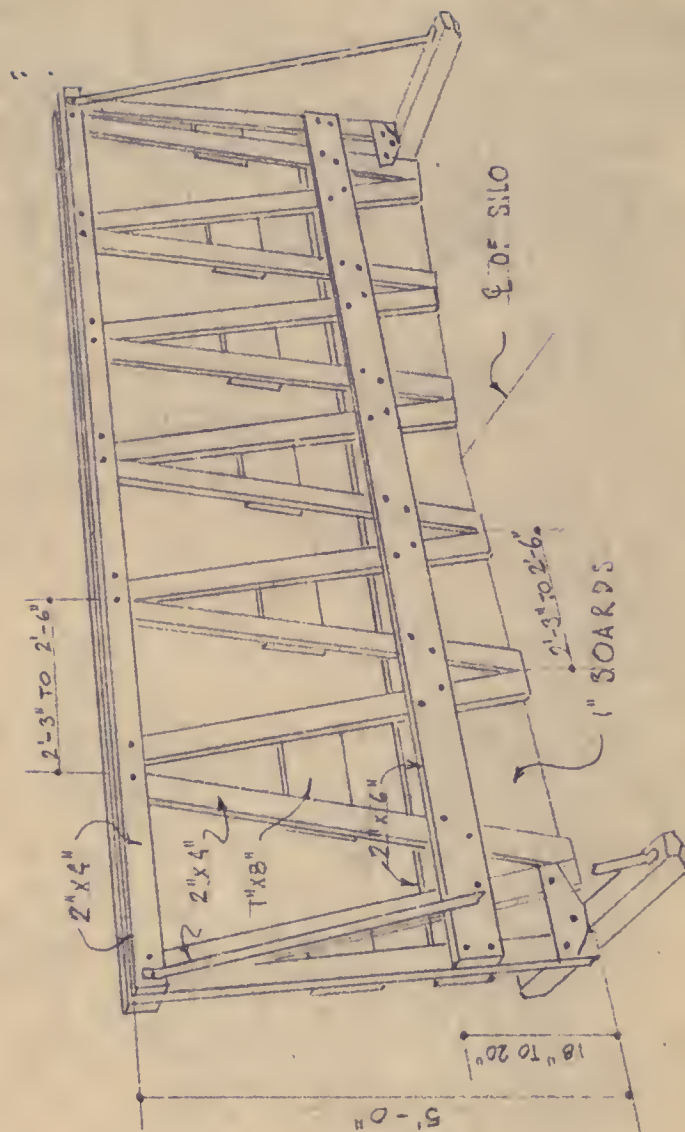 2'-3" TO 2'-6"
2"X4"
2"X4"
1"X8"
2"X6"
℄ OF SILO
2'-3" TO 2'-6"
1" BOARDS
18" TO 20"
5'-0"